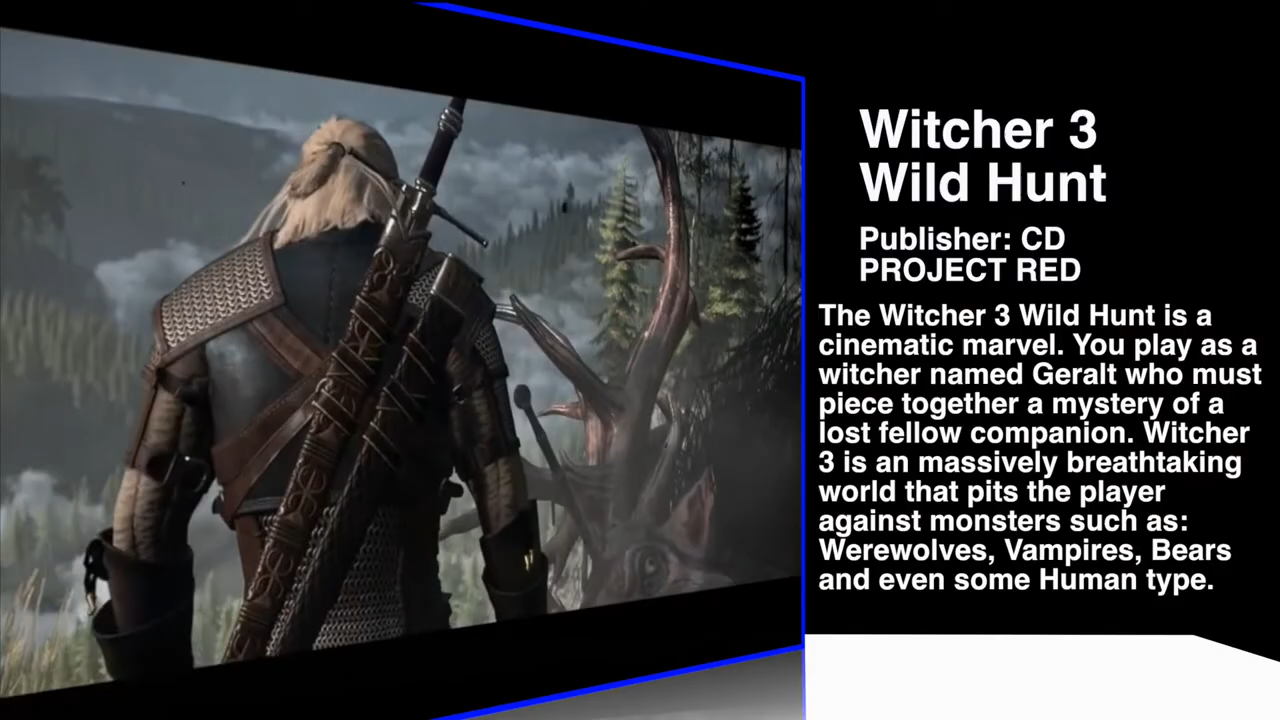 Witcher 3
Wild Hunt
Publisher: CD
PROJECT RED
The Witcher 3 Wild Hunt is a
cinematic marvel. You play as a
witcher named Geralt who must
piece together a mystery of a
lost fellow companion. Witcher
3 is an massively breathtaking
world that pits the player
against monsters such as:
Werewolves, Vampires, Bears
and even some Human type.